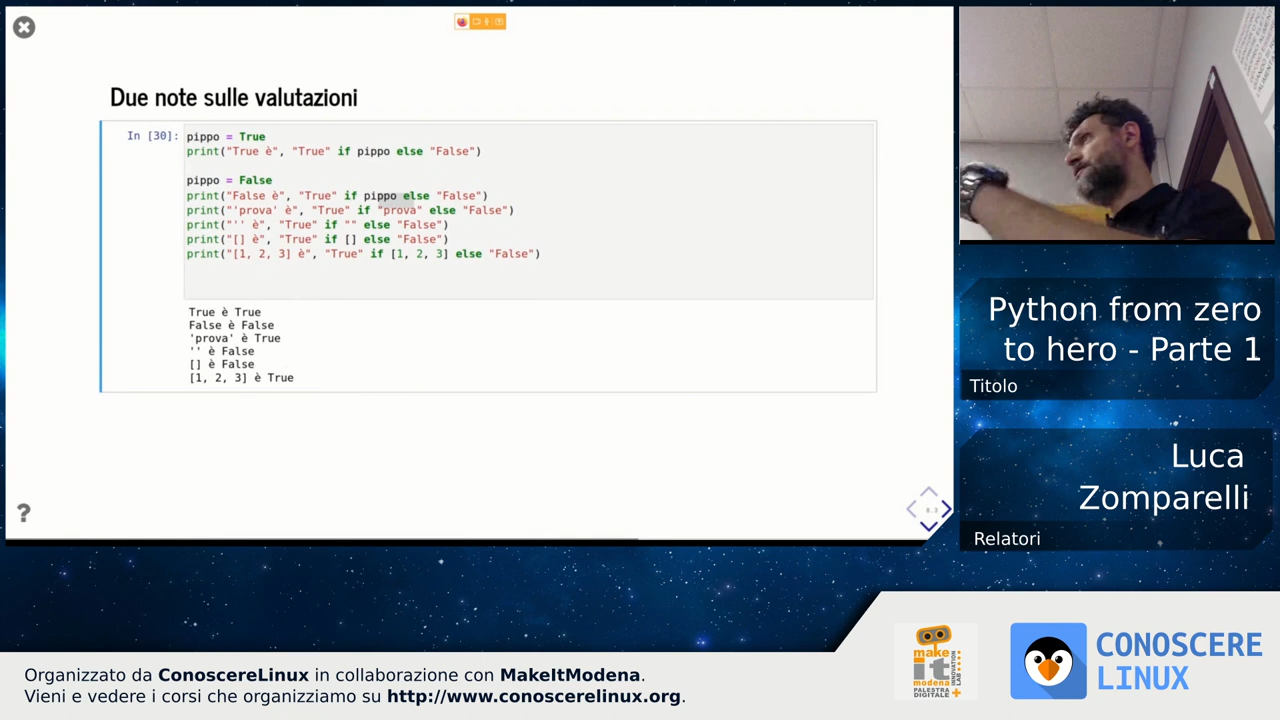 Due note sulle valutazioni
In [30]:
pippo = True
print("True è", "True" if pippo else "False")
pippo = False
print("False è", "True" if pippo else "False")
print("'prova' è", "True" if "prova" else "False")
print("'' è", "True" if "" else "False")
print("[] è", "True" if [] else "False")
print("[1, 2, 3] è", "True" if [1, 2, 3] else "False")
True è True
False è False
'prova' è True
'' è False
[] è False
[1, 2, 3] è True
?
8.3
Python from zero
to hero - Parte 1
Titolo
Luca
Zomparelli
Relatori
make
it
modena
PALESTRA
DIGITALE
INNOVATION
LAB
CONOSCERE
LINUX
Organizzato da ConoscereLinux in collaborazione con MakeItModena.
Vieni e vedere i corsi che organizziamo su http://www.conoscerelinux.org.